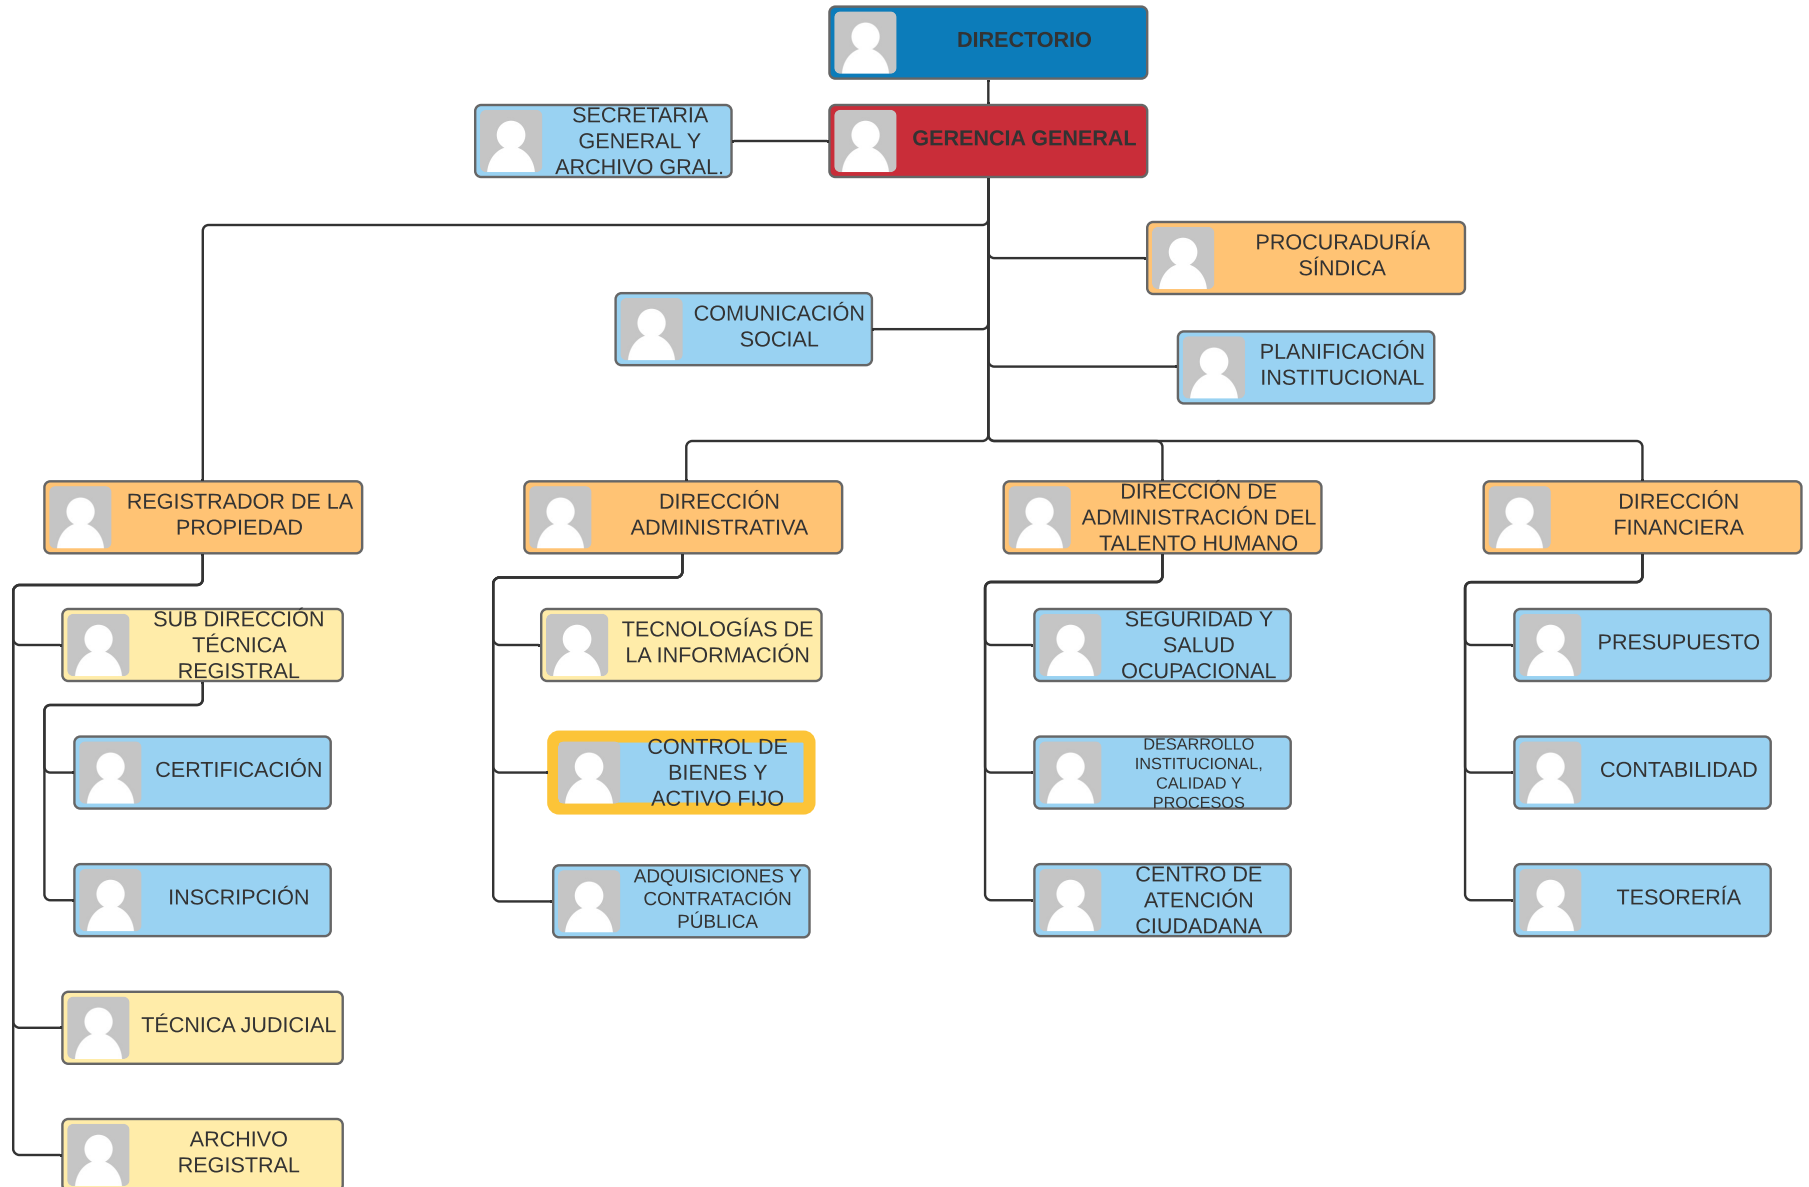 DIRECTORIO
SECRETARIA
GENERAL Y
ARCHIVO GRAL.
GERENCIA GENERAL
PROCURADURÍA
SÍNDICA
COMUNICACIÓN
SOCIAL
PLANIFICACIÓN
INSTITUCIONAL
REGISTRADOR DE LA
PROPIEDAD
DIRECCIÓN
ADMINISTRATIVA
DIRECCIÓN DE
ADMINISTRACIÓN DEL
TALENTO HUMANO
DIRECCIÓN
FINANCIERA
SUB DIRECCIÓN
TÉCNICA
REGISTRAL
TECNOLOGÍAS DE
LA INFORMACIÓN
SEGURIDAD Y
SALUD
OCUPACIONAL
PRESUPUESTO
CERTIFICACIÓN
CONTROL DE
BIENES Y
ACTIVO FIJO
DESARROLLO
INSTITUCIONAL,
CALIDAD Y
PROCESOS
CONTABILIDAD
INSCRIPCIÓN
ADQUISICIONES Y
CONTRATACIÓN
PÚBLICA
CENTRO DE
ATENCIÓN
CIUDADANA
TESORERÍA
TÉCNICA JUDICIAL
ARCHIVO
REGISTRAL